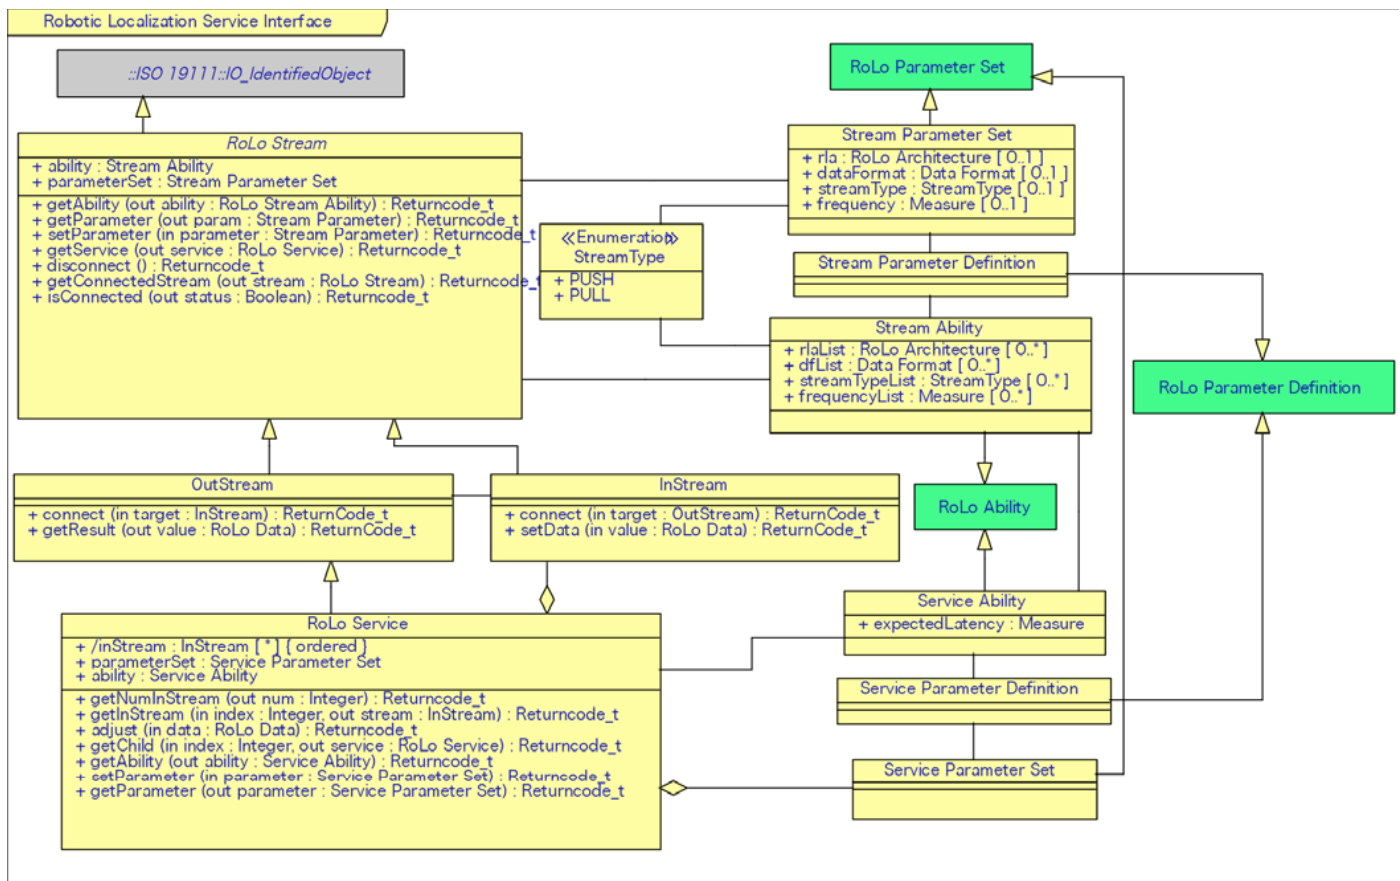 Robotic Localization Service Interface
::ISO 19111::IO_IdentifiedObject
RoLo Parameter Set
RoLo Stream
+ ability : Stream Ability
+ parameterSet : Stream Parameter Set
+ getAbility (out ability : RoLo Stream Ability) : Returncode_t
+ getParameter (out param : Stream Parameter) : Returncode_t
+ setParameter (in parameter : Stream Parameter) : Returncode_t
+ getService (out service : RoLo Service) : Returncode_t
+ disconnect () : Returncode_t
+ getConnectedStream (out stream : RoLo Stream) : Returncode_t
+ isConnected (out status : Boolean) : Returncode_t
Stream Parameter Set
+ rla : RoLo Architecture [ 0..1 ]
+ dataFormat : Data Format [ 0..1 ]
+ streamType : StreamType [ 0..1 ]
+ frequency : Measure [ 0..1 ]
«Enumeration»
StreamType
+ PUSH
+ PULL
Stream Parameter Definition
Stream Ability
+ rlaList : RoLo Architecture [ 0..* ]
+ dfList : Data Format [ 0..* ]
+ streamTypeList : StreamType [ 0..* ]
+ frequencyList : Measure [ 0..* ]
RoLo Parameter Definition
OutStream
+ connect (in target : InStream) : ReturnCode_t
+ getResult (out value : RoLo Data) : ReturnCode_t
InStream
+ connect (in target : OutStream) : ReturnCode_t
+ setData (in value : RoLo Data) : ReturnCode_t
RoLo Ability
RoLo Service
+ /inStream : InStream [ * ] { ordered }
+ parameterSet : Service Parameter Set
+ ability : Service Ability
+ getNumInStream (out num : Integer) : Returncode_t
+ getInStream (in index : Integer, out stream : InStream) : Returncode_t
+ adjust (in data : RoLo Data) : Returncode_t
+ getChild (in index : Integer, out service : RoLo Service) : Returncode_t
+ getAbility (out ability : Service Ability) : Returncode_t
+ setParameter (in parameter : Service Parameter Set) : Returncode_t
+ getParameter (out parameter : Service Parameter Set) : Returncode_t
Service Ability
+ expectedLatency : Measure
Service Parameter Definition
Service Parameter Set